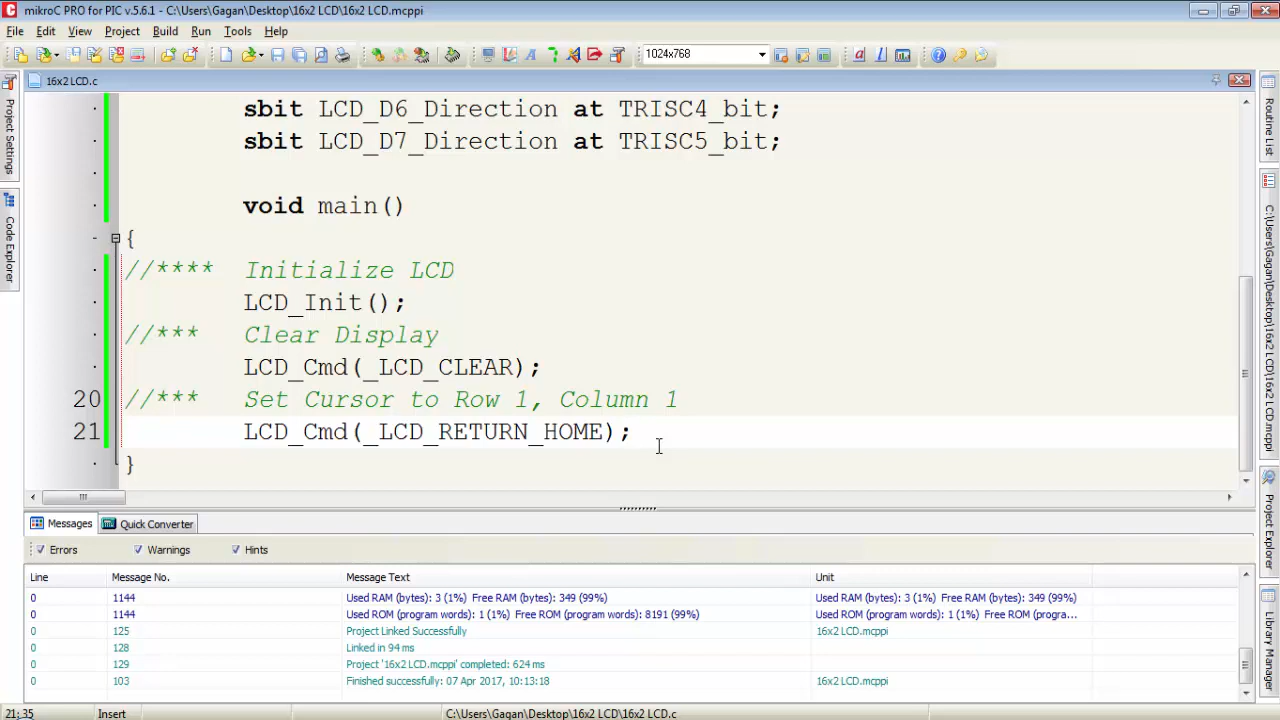 mikroC PRO for PIC v.5.6.1 - C:\Users\Gagan\Desktop\16x2 LCD\16x2 LCD.mcppi
File Edit View Project Build Run Tools Help
1024x768
16x2 LCD.c
Project Settings
Code Explorer
sbit LCD_D6_Direction at TRISC4_bit;
sbit LCD_D7_Direction at TRISC5_bit;
void main()
{
//**** Initialize LCD
LCD_Init();
//*** Clear Display
LCD_Cmd(_LCD_CLEAR);
20 //*** Set Cursor to Row 1, Column 1
21 LCD_Cmd(_LCD_RETURN_HOME);
}
Routine List
C:\Users\Gagan\Desktop\16x2 LCD\16x2 LCD.mcppi
Project Explorer
Library Manager
Messages Quick Converter
Errors Warnings Hints
Line Message No. Message Text Unit
0 1144 Used RAM (bytes): 3 (1%) Free RAM (bytes): 349 (99%) Used RAM (bytes): 3 (1%) Free RAM (bytes): 349 (99%)
0 1144 Used ROM (program words): 1 (1%) Free ROM (program words): 8191 (99%) Used ROM (program words): 1 (1%) Free ROM (progra...
0 125 Project Linked Successfully 16x2 LCD.mcppi
0 128 Linked in 94 ms
0 129 Project '16x2 LCD.mcppi' completed: 624 ms
0 103 Finished successfully: 07 Apr 2017, 10:13:18 16x2 LCD.mcppi
21: 35 Insert C:\Users\Gagan\Desktop\16x2 LCD\16x2 LCD.c